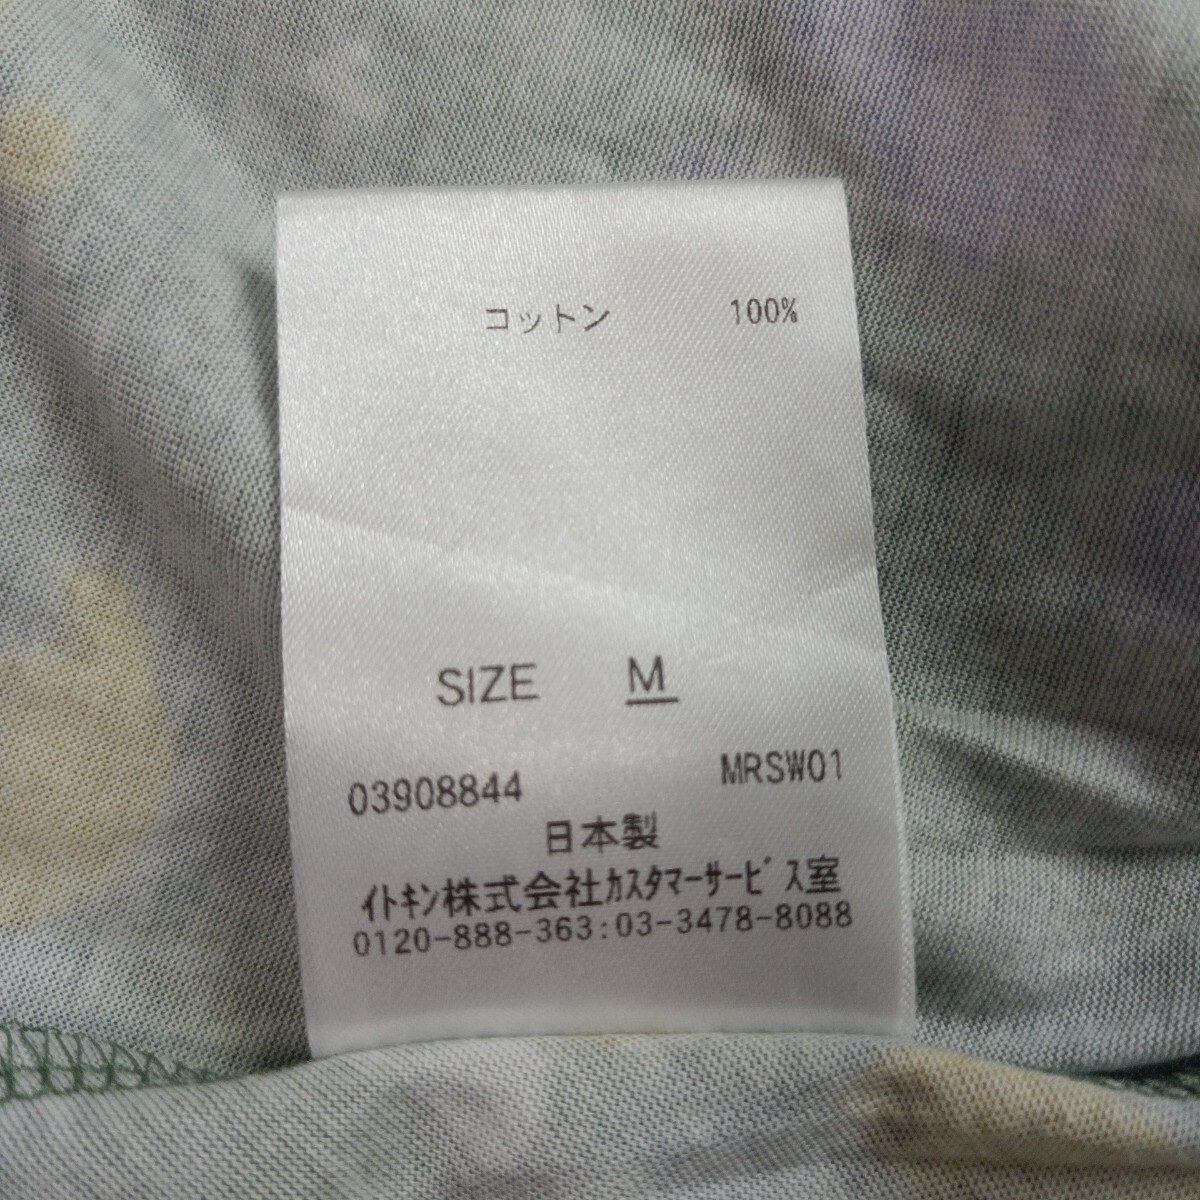 コットン 100%
SIZE M
03908844 MRSW01
日本製
ｲﾄｷﾝ株式会社ｶｽﾀﾏｰｻｰﾋﾞｽ室
0120-888-363:03-3478-8088